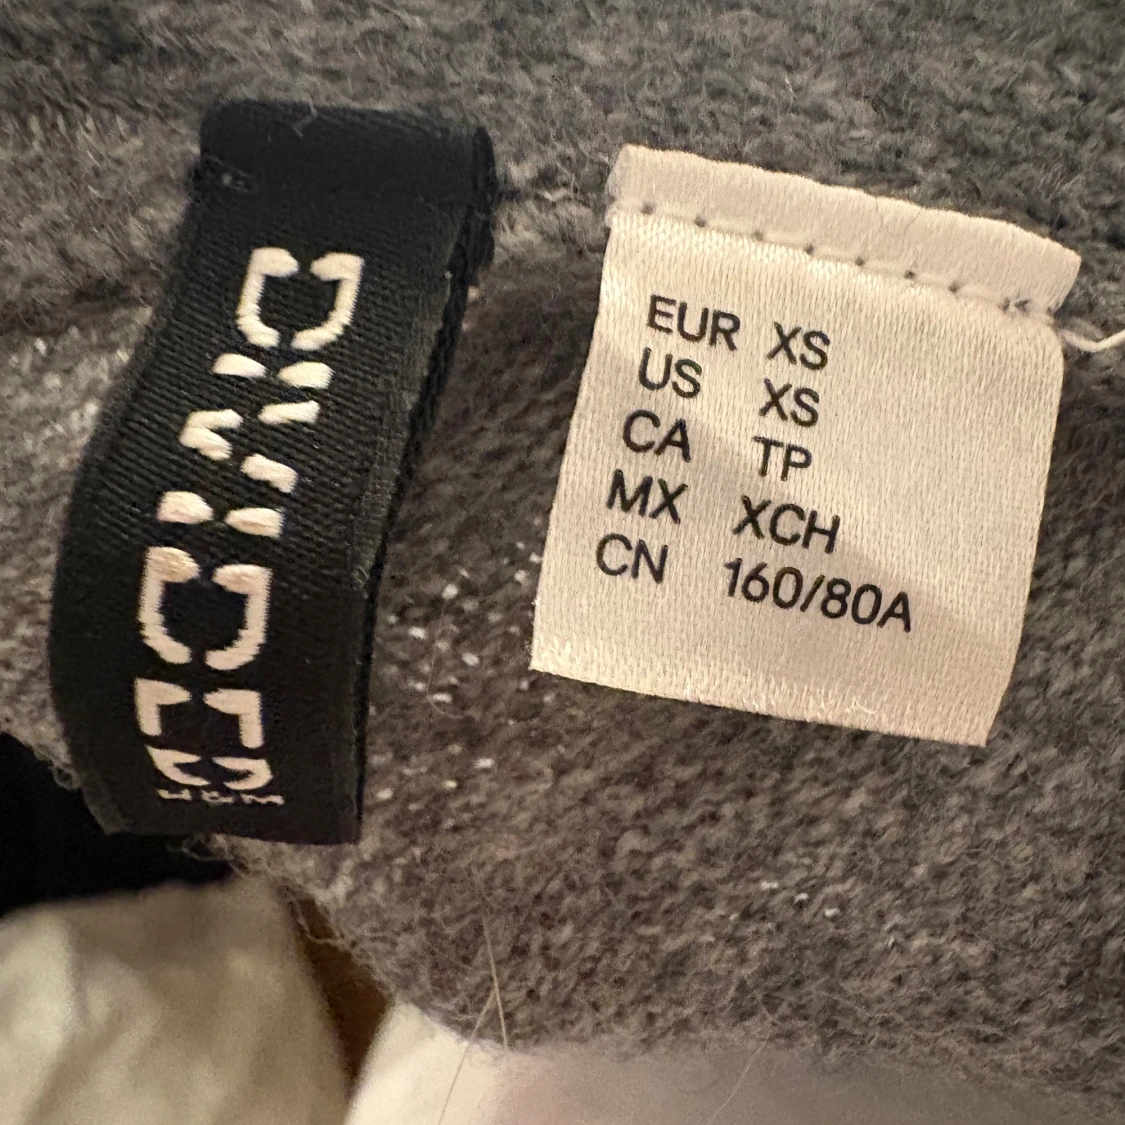 DIVIDED
H&M
EUR XS
US XS
CA TP
MX XCH
CN 160/80A